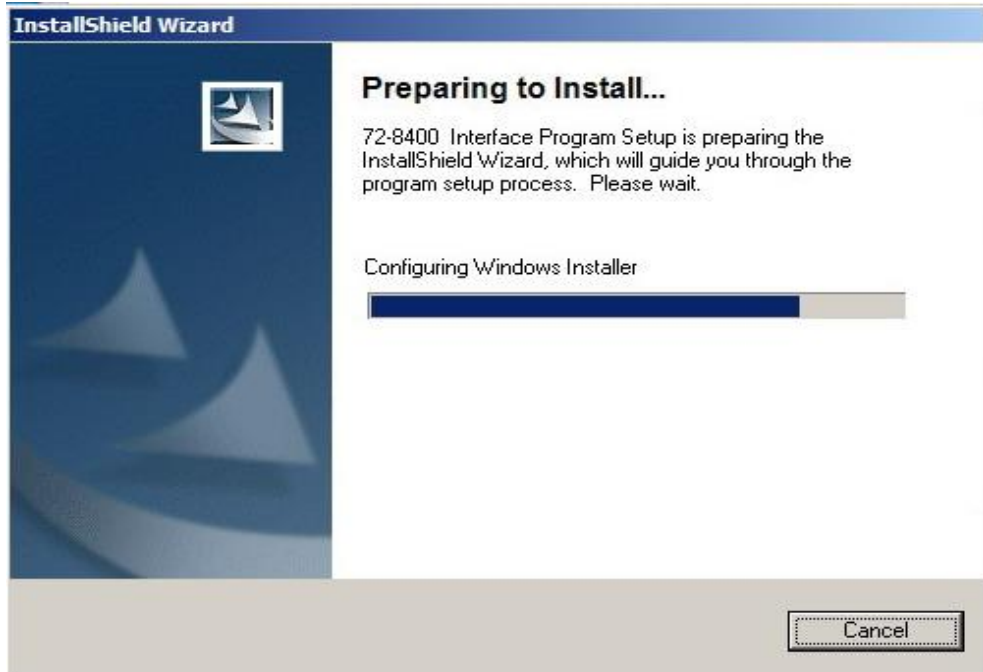 InstallShield Wizard
Preparing to Install...
72-8400  Interface Program Setup is preparing the
InstallShield Wizard, which will guide you through the
program setup process.  Please wait.
Configuring Windows Installer
Cancel